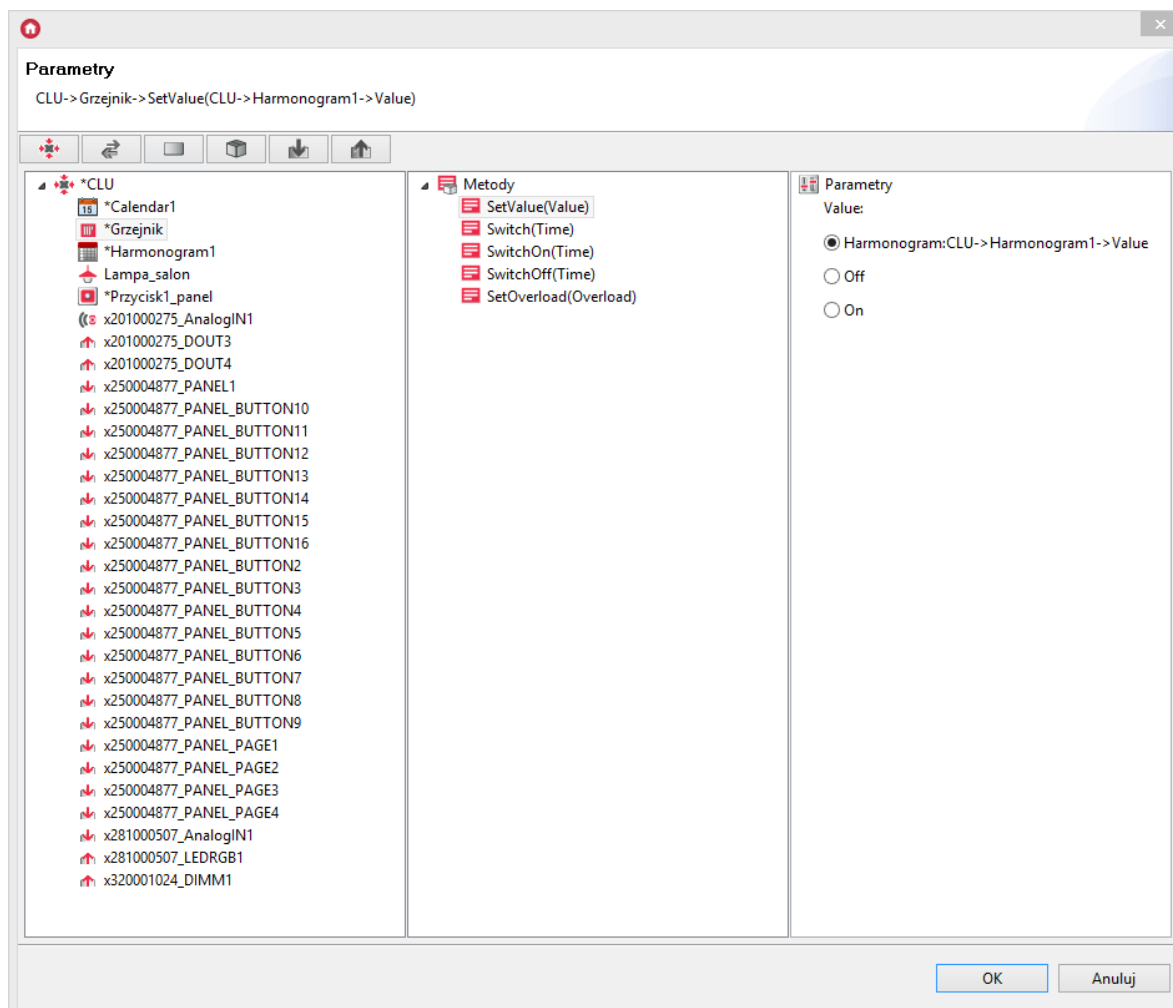 Parametry
CLU->Grzejnik->SetValue(CLU->Harmonogram1->Value)
*CLU
15 *Calendar1
*Grzejnik
*Harmonogram1
Lampa_salon
*Przycisk1_panel
x201000275_AnalogIN1
x201000275_DOUT3
x201000275_DOUT4
x250004877_PANEL1
x250004877_PANEL_BUTTON10
x250004877_PANEL_BUTTON11
x250004877_PANEL_BUTTON12
x250004877_PANEL_BUTTON13
x250004877_PANEL_BUTTON14
x250004877_PANEL_BUTTON15
x250004877_PANEL_BUTTON16
x250004877_PANEL_BUTTON2
x250004877_PANEL_BUTTON3
x250004877_PANEL_BUTTON4
x250004877_PANEL_BUTTON5
x250004877_PANEL_BUTTON6
x250004877_PANEL_BUTTON7
x250004877_PANEL_BUTTON8
x250004877_PANEL_BUTTON9
x250004877_PANEL_PAGE1
x250004877_PANEL_PAGE2
x250004877_PANEL_PAGE3
x250004877_PANEL_PAGE4
x281000507_AnalogIN1
x281000507_LEDRGB1
x320001024_DIMM1
Metody
SetValue(Value)
Switch(Time)
SwitchOn(Time)
SwitchOff(Time)
SetOverload(Overload)
Parametry
Value:
Harmonogram:CLU->Harmonogram1->Value
Off
On
OK
Anuluj